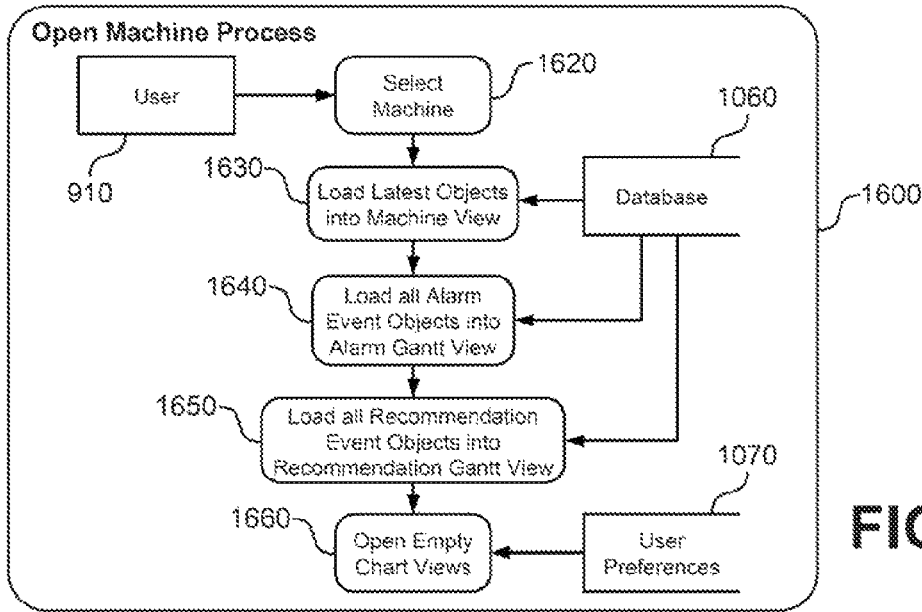 Open Machine Process
User
Select
Machine
1620
1060
910
1630
Load Latest Objects
into Machine View
Database
1600
1640
Load all Alarm
Event Objects into
Alarm Gantt View
1650
Load all Recommendation
Event Objects into
Recommendation Gantt View
1070
1660
Open Empty
Chart Views
User
Preferences